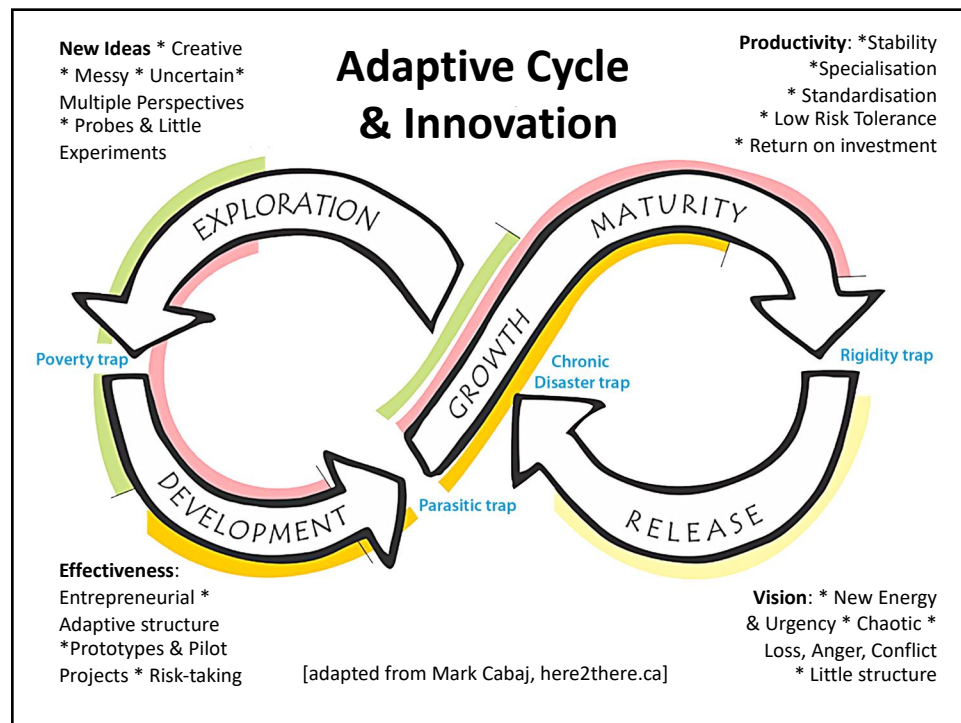 Adaptive Cycle
& Innovation
New Ideas * Creative
* Messy * Uncertain*
Multiple Perspectives
* Probes & Little
Experiments
Productivity: *Stability
*Specialisation
* Standardisation
* Low Risk Tolerance
* Return on investment
EXPLORATION
MATURITY
Poverty trap
GROWTH
Chronic
Disaster trap
Rigidity trap
DEVELOPMENT
Parasitic trap
RELEASE
Effectiveness:
Entrepreneurial *
Adaptive structure
*Prototypes & Pilot
Projects * Risk-taking
[adapted from Mark Cabaj, here2there.ca]
Vision: * New Energy
& Urgency * Chaotic *
Loss, Anger, Conflict
* Little structure